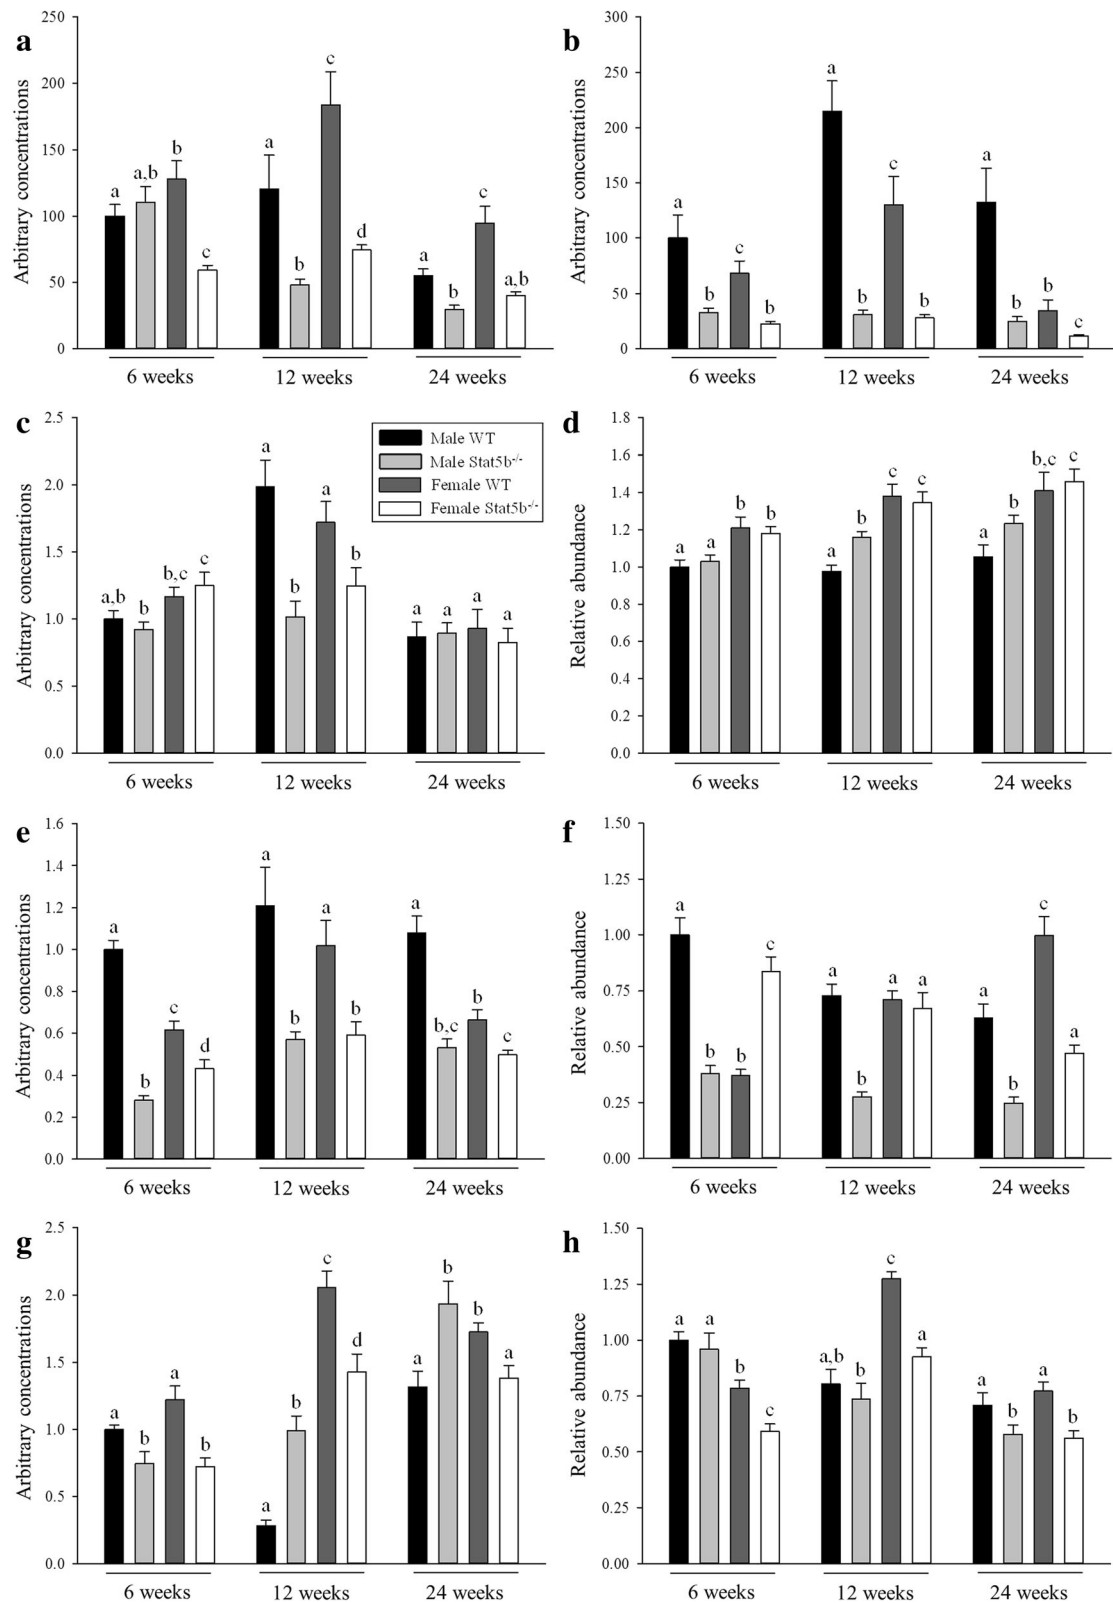 a
Arbitrary concentrations
250
200
150
100
50
0
a
a,b
b
c
a
b
c
d
a
b
c
a,b
6 weeks
12 weeks
24 weeks
b
Arbitrary concentrations
300
250
200
150
100
50
0
a
b
c
b
a
b
c
b
a
b
b
c
6 weeks
12 weeks
24 weeks
c
Arbitrary concentrations
2.5
2.0
1.5
1.0
0.5
0.0
a,b
b
b,c
c
a
b
a
b
a
a
a
a
Male WT
Male Stat5b-/-
Female WT
Female Stat5b-/-
6 weeks
12 weeks
24 weeks
d
Relative abundance
1.8
1.6
1.4
1.2
1.0
0.8
0.6
0.4
0.2
0.0
a
a
b
b
a
b
c
c
a
b
b,c
c
6 weeks
12 weeks
24 weeks
e
Arbitrary concentrations
1.6
1.4
1.2
1.0
0.8
0.6
0.4
0.2
0.0
a
b
c
d
a
b
a
b
a
b,c
b
c
6 weeks
12 weeks
24 weeks
f
Relative abundance
1.50
1.25
1.00
0.75
0.50
0.25
0.00
a
b
b
c
a
b
a
a
a
b
c
a
6 weeks
12 weeks
24 weeks
g
Arbitrary concentrations
2.5
2.0
1.5
1.0
0.5
0.0
a
b
a
b
a
b
c
d
a
b
b
a
6 weeks
12 weeks
24 weeks
h
Relative abundance
1.50
1.25
1.00
0.75
0.50
0.25
0.00
a
a
b
c
a,b
b
c
a
a
b
a
b
6 weeks
12 weeks
24 weeks